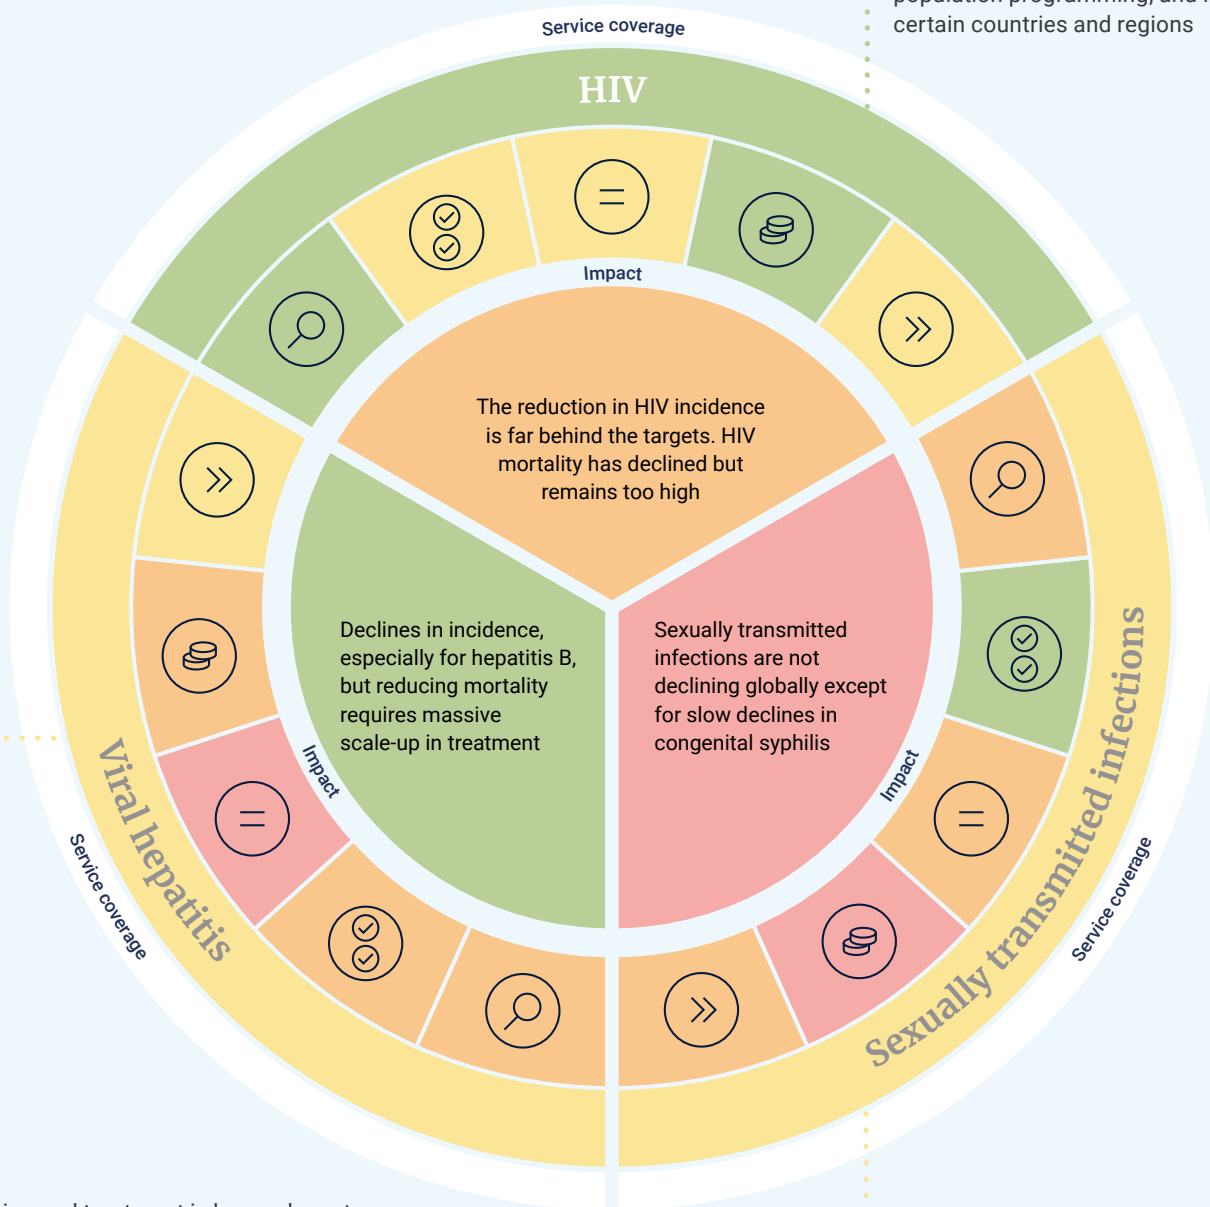 certain countries and regions
Service coverage
HIV
Impact
The reduction in HIV incidence
is far behind the targets. HIV
mortality has declined but
remains too high
Declines in incidence,
especially for hepatitis B,
but reducing mortality
requires massive
scale-up in treatment
Sexually transmitted
infections are not
declining globally except
for slow declines in
congenital syphilis
Impact
Impact
Viral hepatitis
Service coverage
Sexually transmitted infections
Service coverage